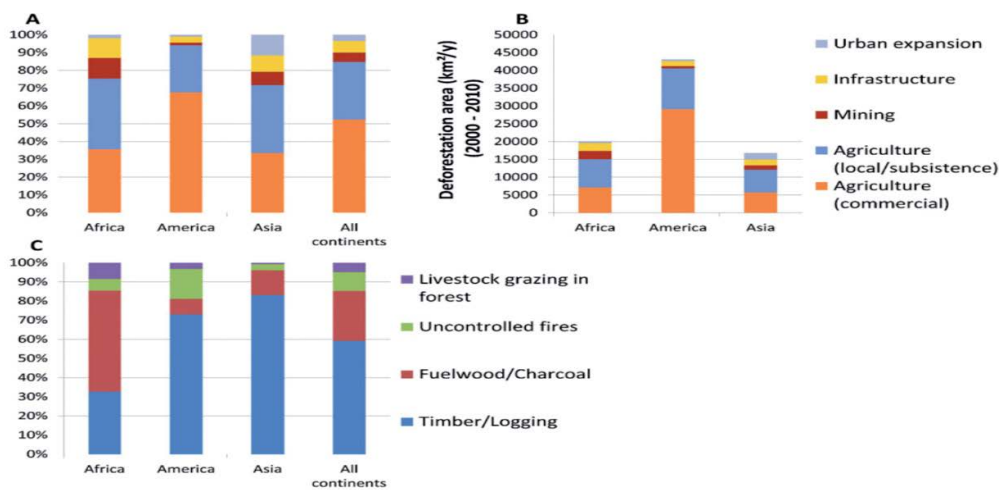 A
100%
90%
80%
70%
60%
50%
40%
30%
20%
10%
0%
Africa
America
Asia
All
continents
B
Deforestation area (km²/y)
(2000 - 2010)
50000
45000
40000
35000
30000
25000
20000
15000
10000
5000
0
Africa
America
Asia
Urban expansion
Infrastructure
Mining
Agriculture
(local/subsistence)
Agriculture
(commercial)
C
100%
90%
80%
70%
60%
50%
40%
30%
20%
10%
0%
Africa
America
Asia
All
continents
Livestock grazing in
forest
Uncontrolled fires
Fuelwood/Charcoal
Timber/Logging